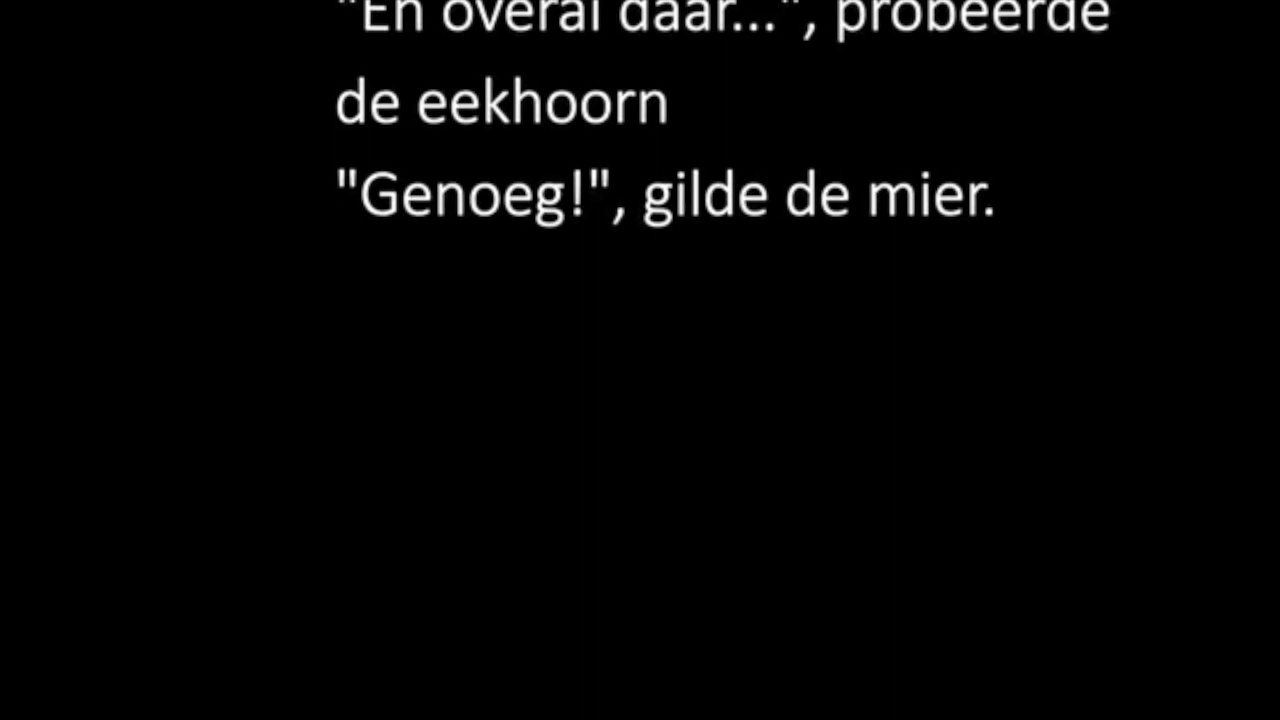 "En overal daar...", probeerde
de eekhoorn
"Genoeg!", gilde de mier.